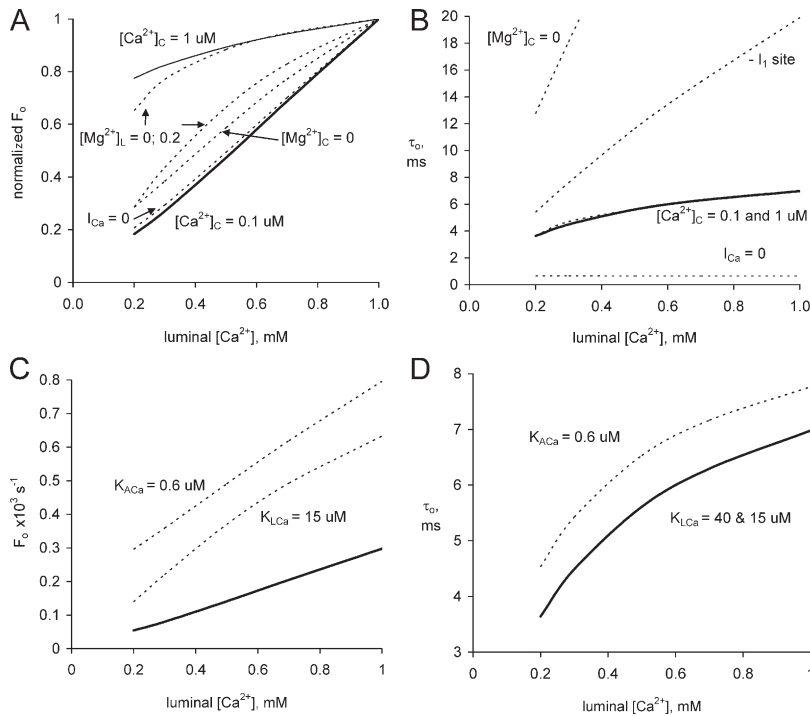 A
normalized Fo
1
0.8
0.6
0.4
0.2
0
0.0 0.2 0.4 0.6 0.8 1.0
luminal [Ca2+], mM
[Ca2+]C = 1 uM
[Mg2+]L = 0; 0.2
[Mg2+]C = 0
ICa = 0
[Ca2+]C = 0.1 uM
B
τo,
ms
20
18
16
14
12
10
8
6
4
2
0
0.0 0.2 0.4 0.6 0.8 1.0
luminal [Ca2+], mM
[Mg2+]C = 0
- I1 site
[Ca2+]C = 0.1 and 1 uM
ICa = 0
C
Fo x10³ s-1
0.8
0.7
0.6
0.5
0.4
0.3
0.2
0.1
0
0 0.2 0.4 0.6 0.8 1
luminal [Ca2+], mM
KACa = 0.6 uM
KLCa = 15 uM
D
τo,
ms
8
7
6
5
4
3
0 0.2 0.4 0.6 0.8 1
luminal [Ca2+], mM
KACa = 0.6 uM
KLCa = 40 & 15 uM